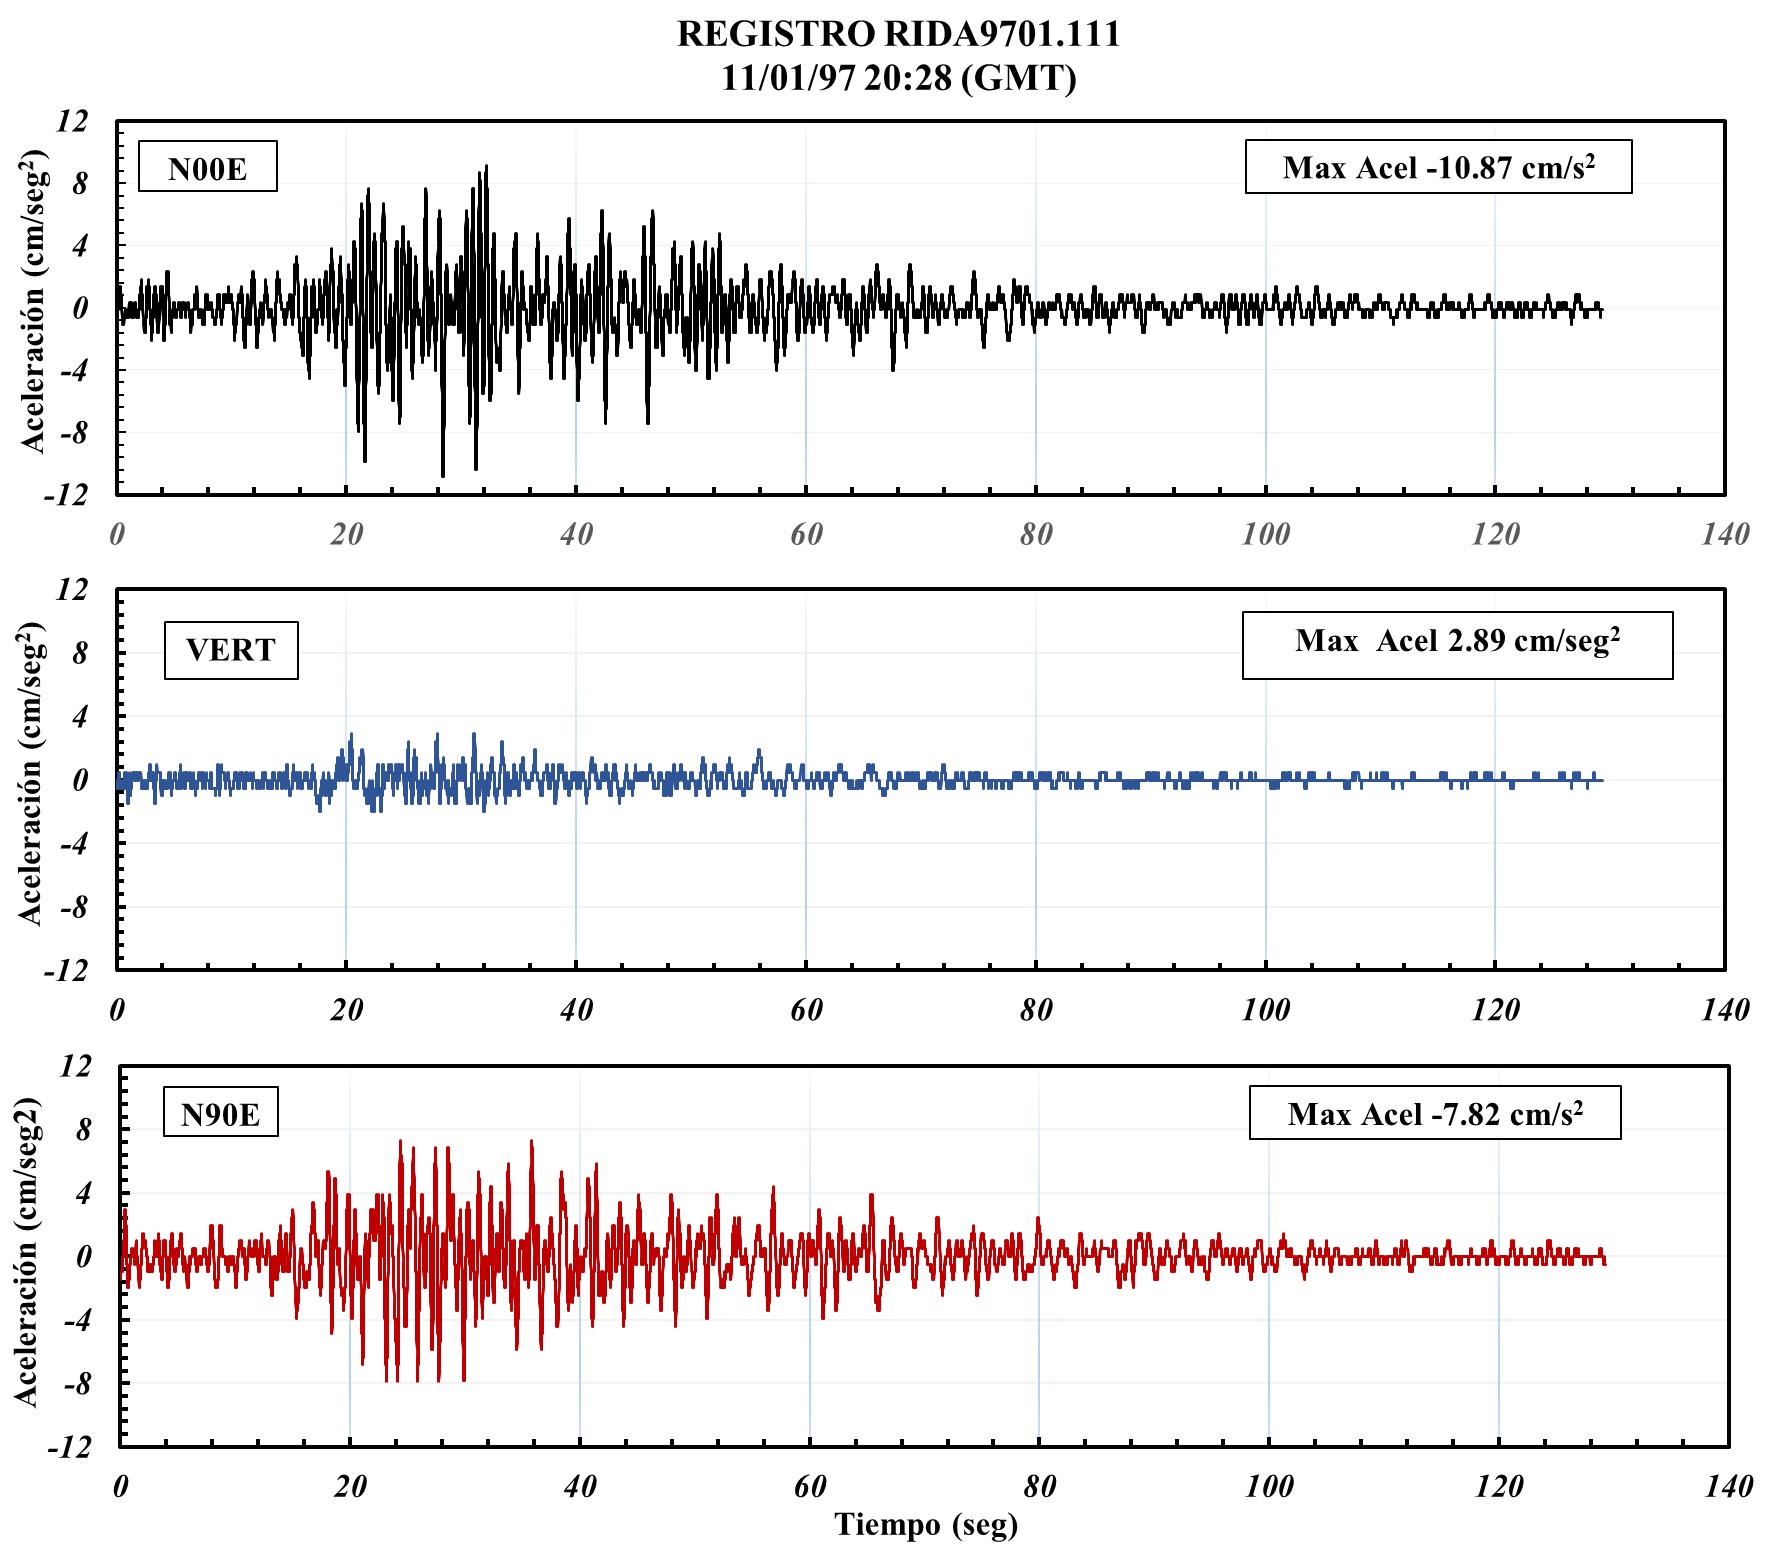 REGISTRO RIDA9701.111
11/01/97 20:28 (GMT)
Aceleración (cm/seg²)
12
8
4
0
-4
-8
-12
N00E
Max Acel -10.87 cm/s²
0 20 40 60 80 100 120 140
Aceleración (cm/seg²)
12
8
4
0
-4
-8
-12
VERT
Max Acel 2.89 cm/seg²
0 20 40 60 80 100 120 140
Aceleración (cm/seg2)
12
8
4
0
-4
-8
-12
N90E
Max Acel -7.82 cm/s²
0 20 40 60 80 100 120 140
Tiempo (seg)